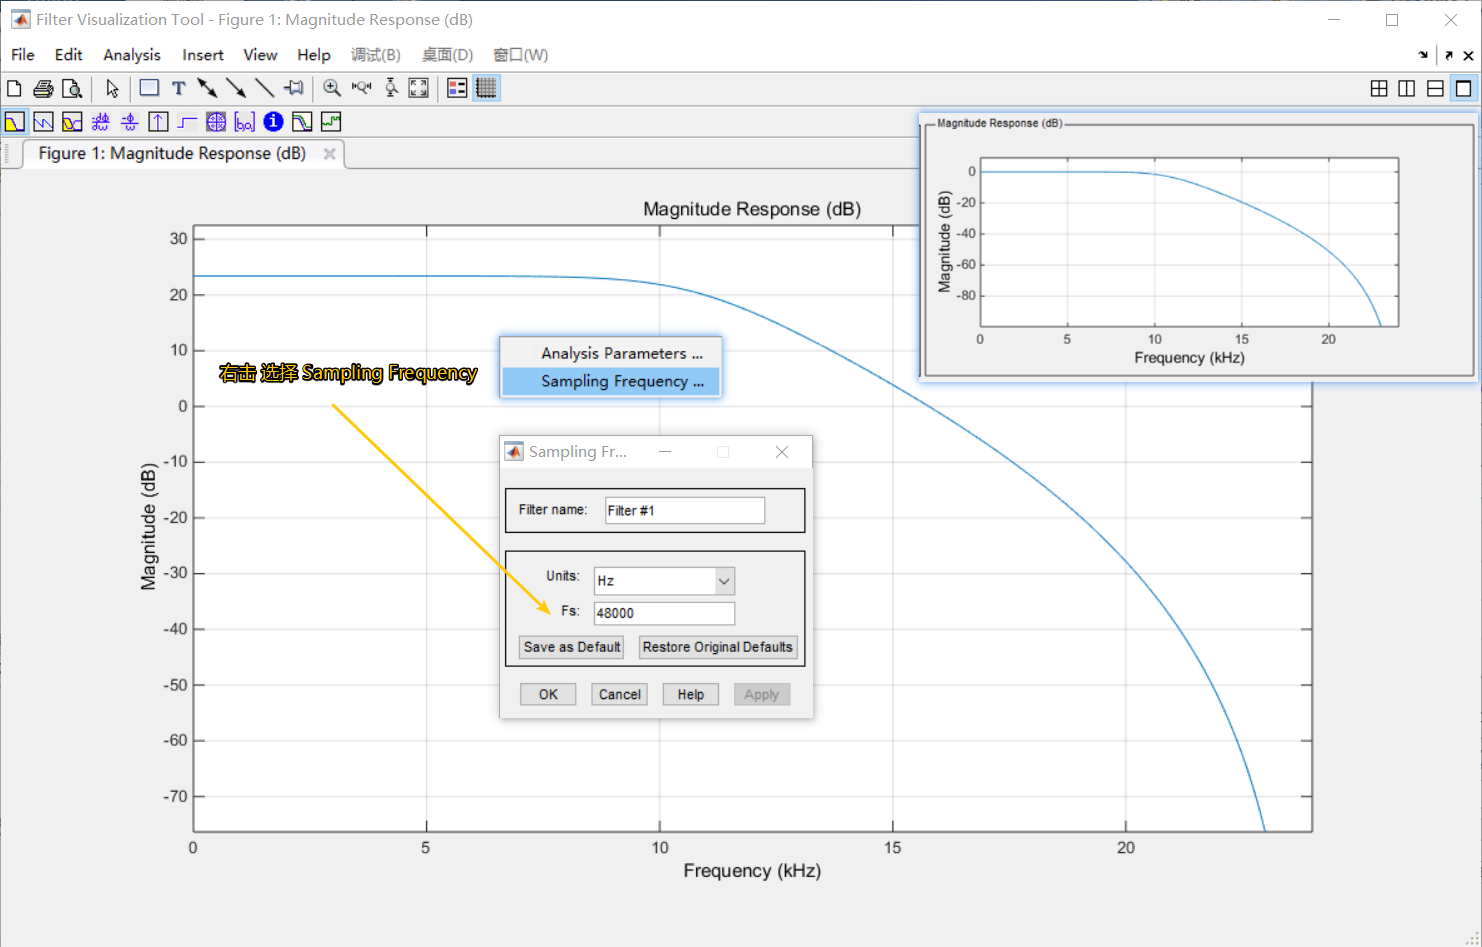 Filter Visualization Tool - Figure 1: Magnitude Response (dB)
File Edit Analysis Insert View Help 调试(B) 桌面(D) 窗口(W)
Figure 1: Magnitude Response (dB)
Magnitude Response (dB)
0
-20
-40
-60
-80
Magnitude (dB)
0 5 10 15 20
Frequency (kHz)
Magnitude Response (dB)
30
20
10
0
-10
-20
-30
-40
-50
-60
-70
Magnitude (dB)
0 5 10 15 20
Frequency (kHz)
右击 选择 Sampling Frequency
Analysis Parameters ...
Sampling Frequency ...
Sampling Fr...
Filter name: Filter #1
Units: Hz
Fs: 48000
Save as Default Restore Original Defaults
OK Cancel Help Apply